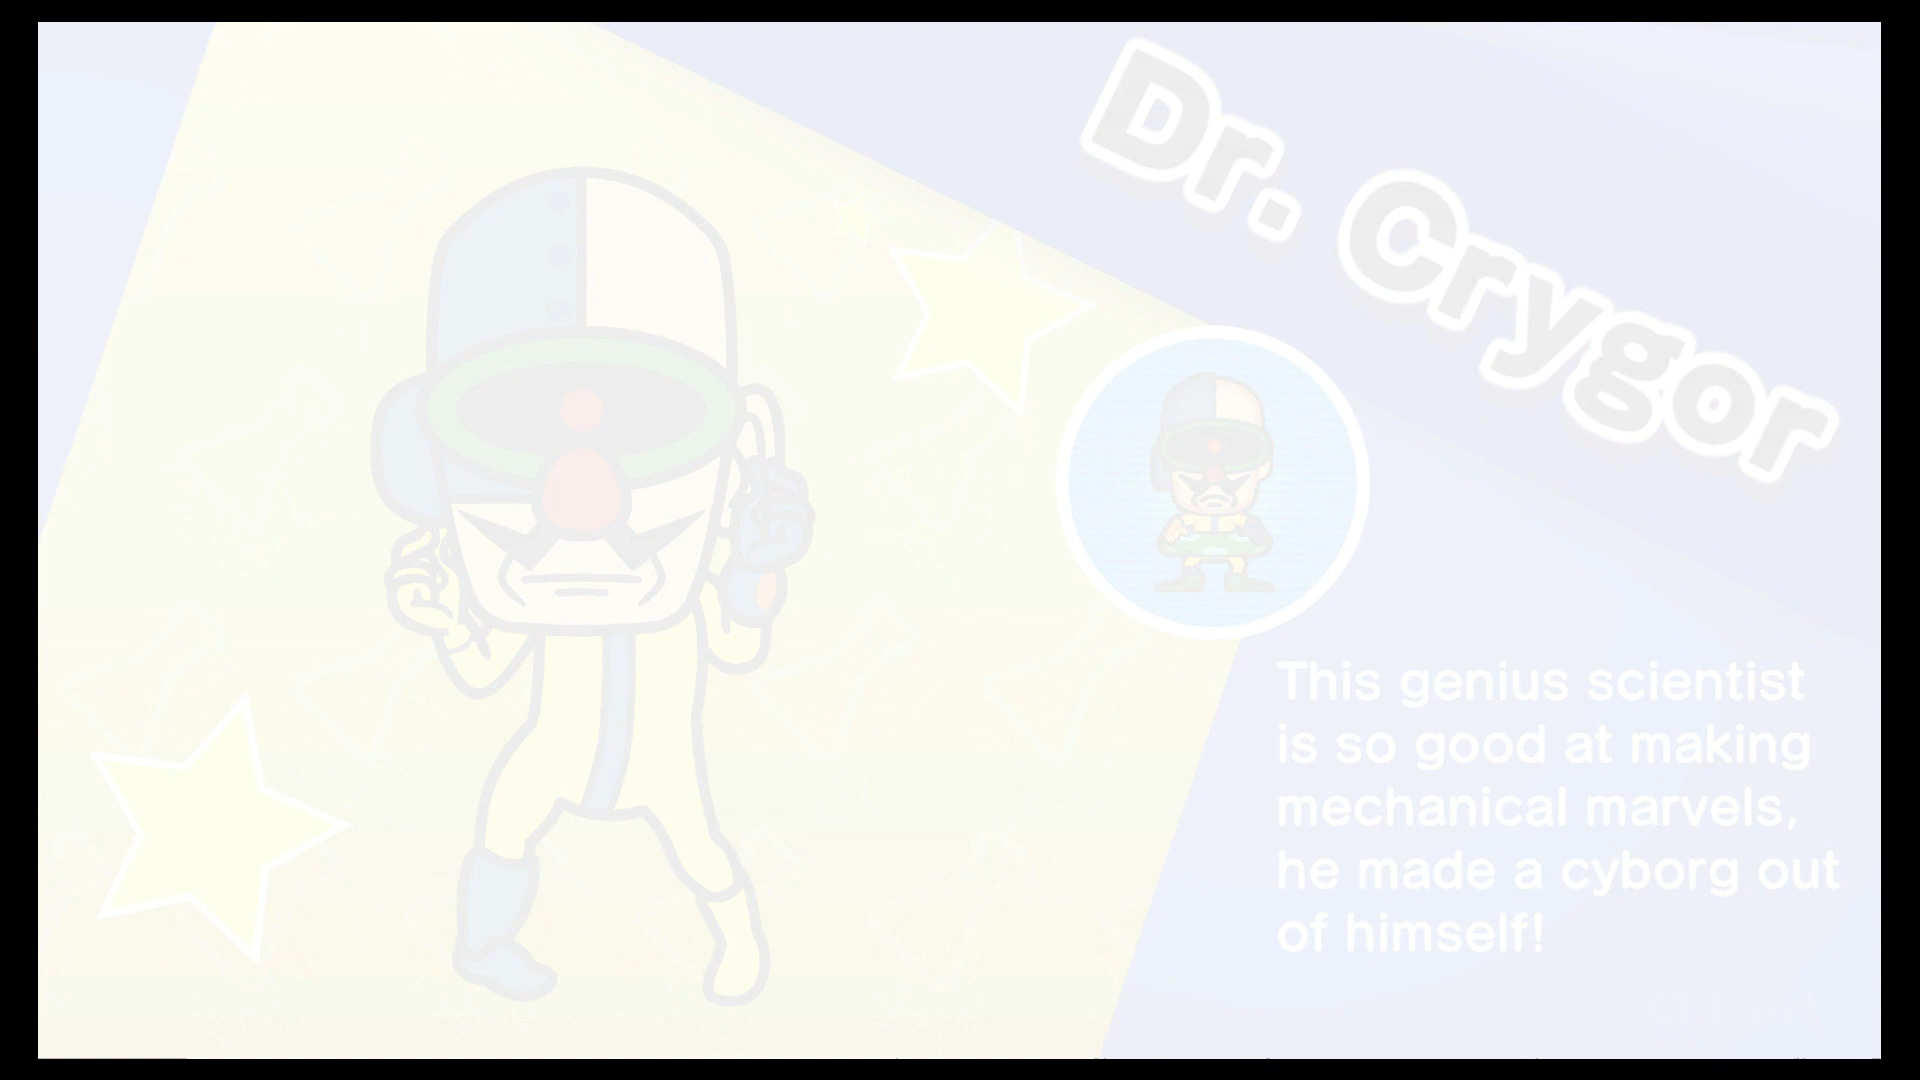 Dr. Crygor
This genius scientist
is so good at making
mechanical marvels,
he made a cyborg out
of himself!